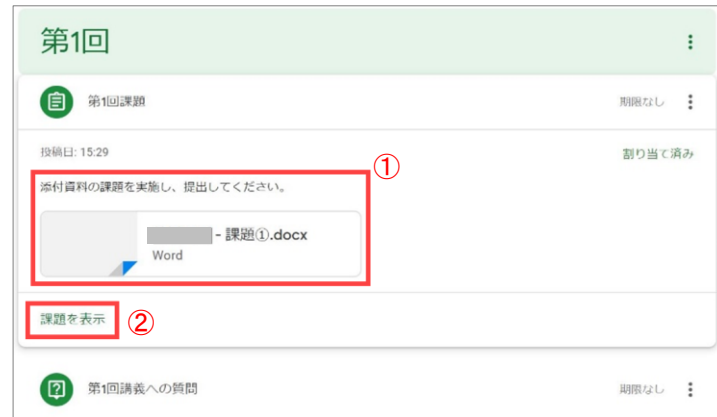 第1回
第1回課題
期限なし
投稿日: 15:29
割り当て済み
①
添付資料の課題を実施し、提出してください。
- 課題①.docx
Word
課題を表示
②
第1回講義への質問
期限なし